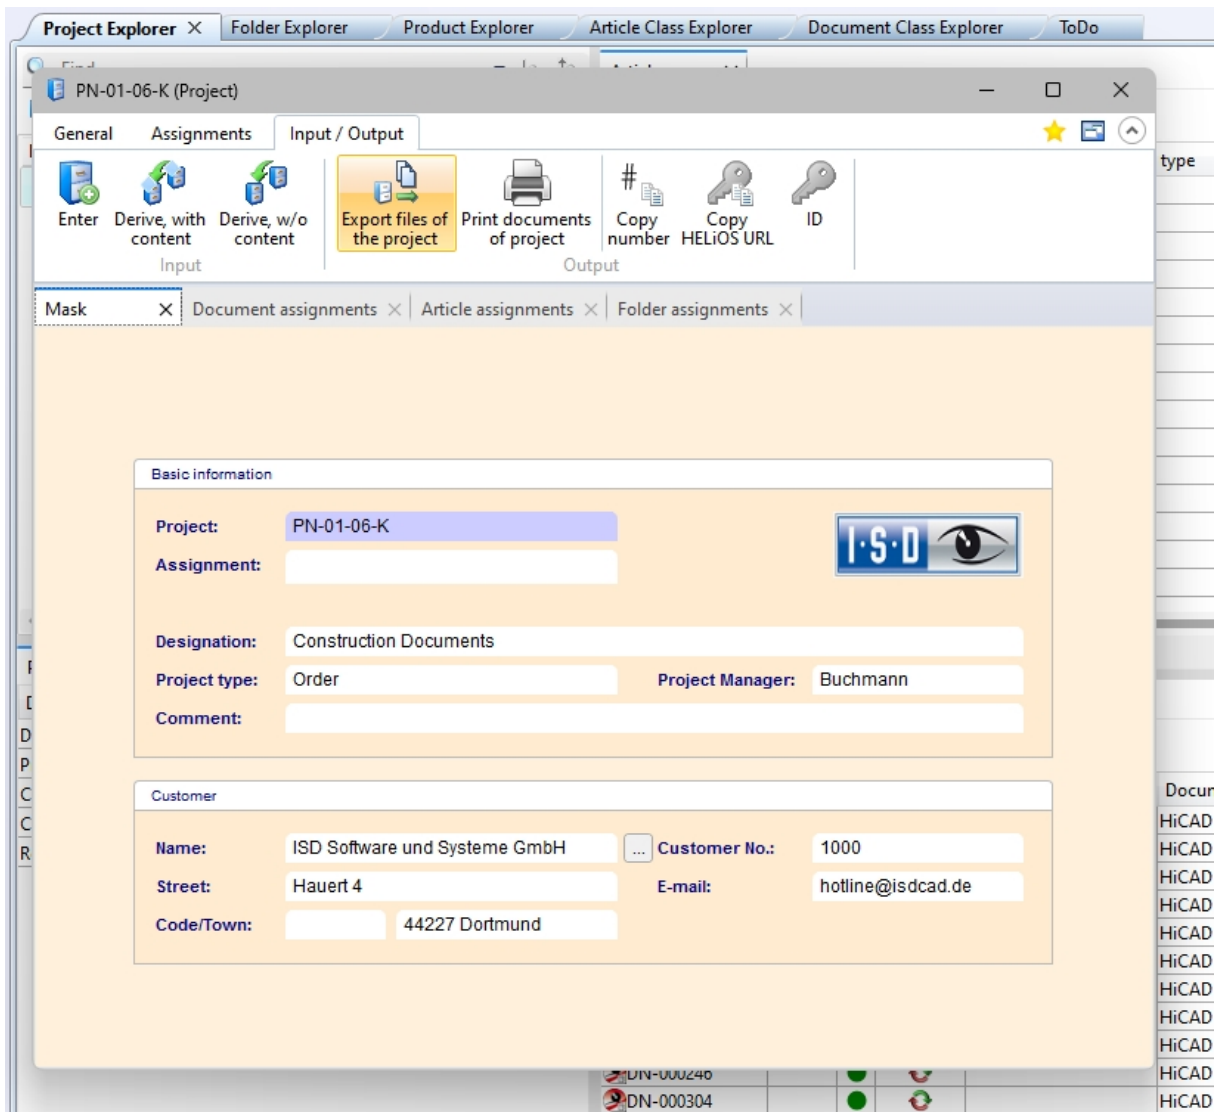 Project Explorer Folder Explorer Product Explorer Article Class Explorer Document Class Explorer ToDo
Find
PN-01-06-K (Project)
General Assignments Input / Output
type
Enter Derive, with content Derive, w/o content Export files of the project Print documents of project Copy number Copy HELiOS URL ID
Input Output
Mask Document assignments Article assignments Folder assignments
Basic information
Project: PN-01-06-K
I·S·D
Assignment:
Designation: Construction Documents
Project type: Order Project Manager: Buchmann
Comment:
D
P
C
C
R
Customer
Name: ISD Software und Systeme GmbH ... Customer No.: 1000
Street: Hauert 4 E-mail: hotline@isdcad.de
Code/Town: 44227 Dortmund
Docum
HiCAD
HiCAD
HiCAD
HiCAD
HiCAD
HiCAD
HiCAD
HiCAD
HiCAD
DN-000246 HiCAD
DN-000304 HiCAD